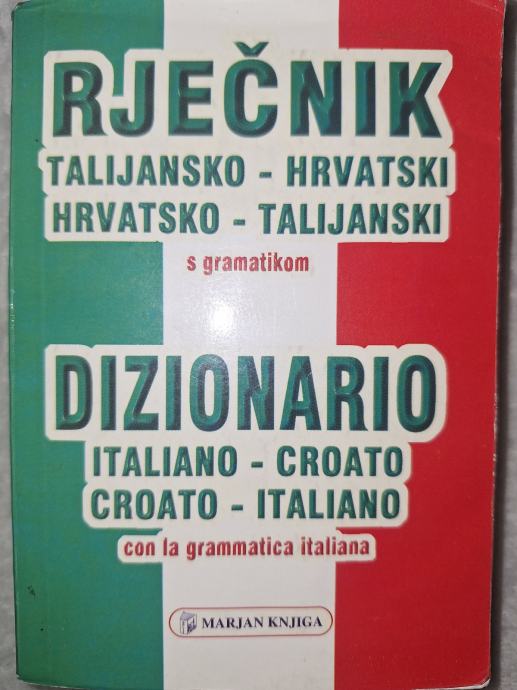 RJEČNIK
TALIJANSKO - HRVATSKI
HRVATSKO - TALIJANSKI
s gramatikom
DIZIONARIO
ITALIANO - CROATO
CROATO - ITALIANO
con la grammatica italiana
MARJAN KNJIGA